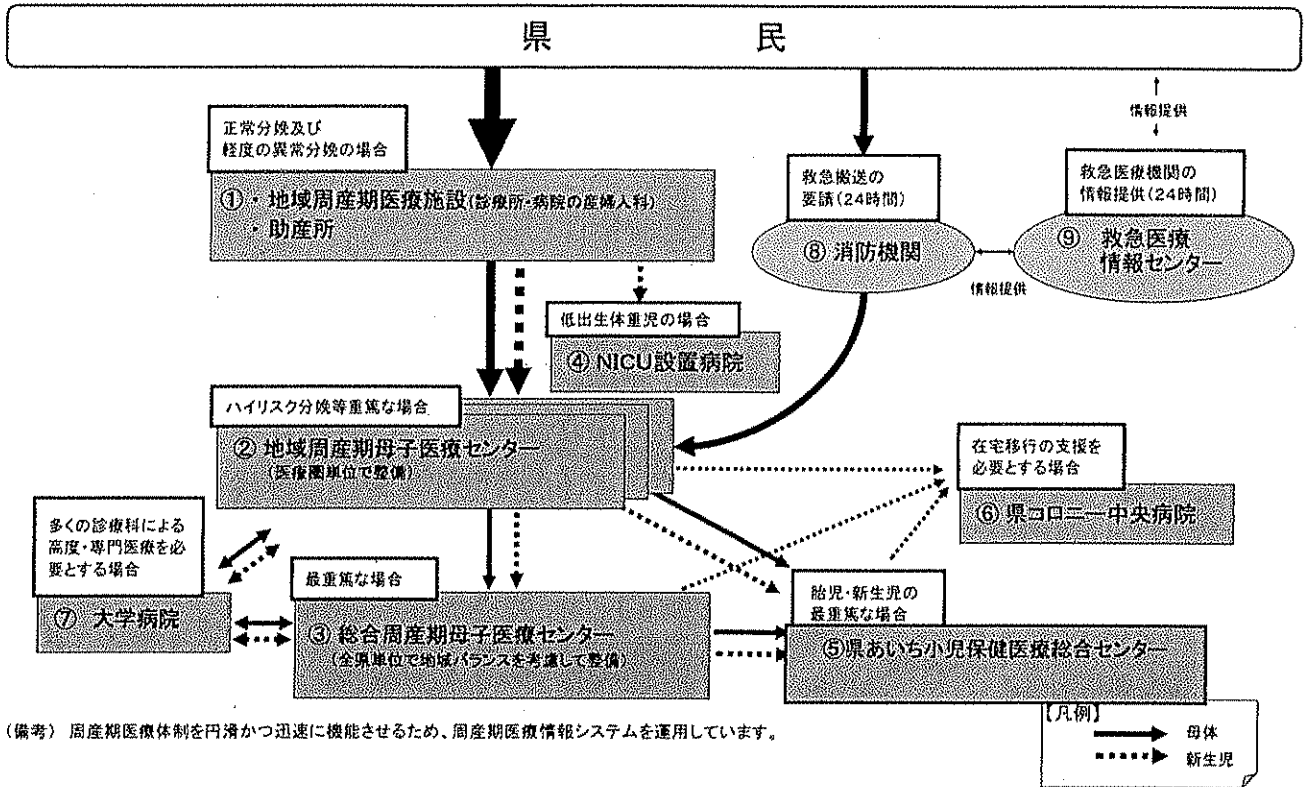 県民
情報提供
正常分娩及び
軽度の異常分娩の場合
①・地域周産期医療施設(診療所・病院の産婦人科)
・助産所
救急搬送の
要請(24時間)
⑧ 消防機関
救急医療機関の
情報提供(24時間)
⑨ 救急医療
情報センター
情報提供
低出生体重児の場合
④ NICU設置病院
ハイリスク分娩等重篤な場合
② 地域周産期母子医療センター
(医療圏単位で整備)
在宅移行の支援を
必要とする場合
⑥ 県コロニー中央病院
多くの診療科による
高度・専門医療を必
要とする場合
⑦ 大学病院
最重篤な場合
③ 総合周産期母子医療センター
(全県単位で地域バランスを考慮して整備)
胎児・新生児の
最重篤な場合
⑤県あいち小児保健医療総合センター
(備考) 周産期医療体制を円滑かつ迅速に機能させるため、周産期医療情報システムを運用しています。
【凡例】
母体
新生児